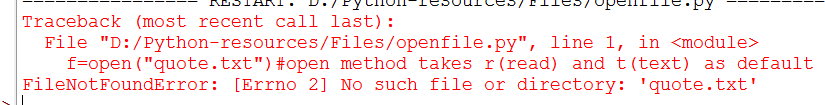 ================ RESTART: D:/Python-resources/Files/openfile.py =========
Traceback (most recent call last):
  File "D:/Python-resources/Files/openfile.py", line 1, in <module>
    f=open("quote.txt")#open method takes r(read) and t(text) as default
FileNotFoundError: [Errno 2] No such file or directory: 'quote.txt'
>